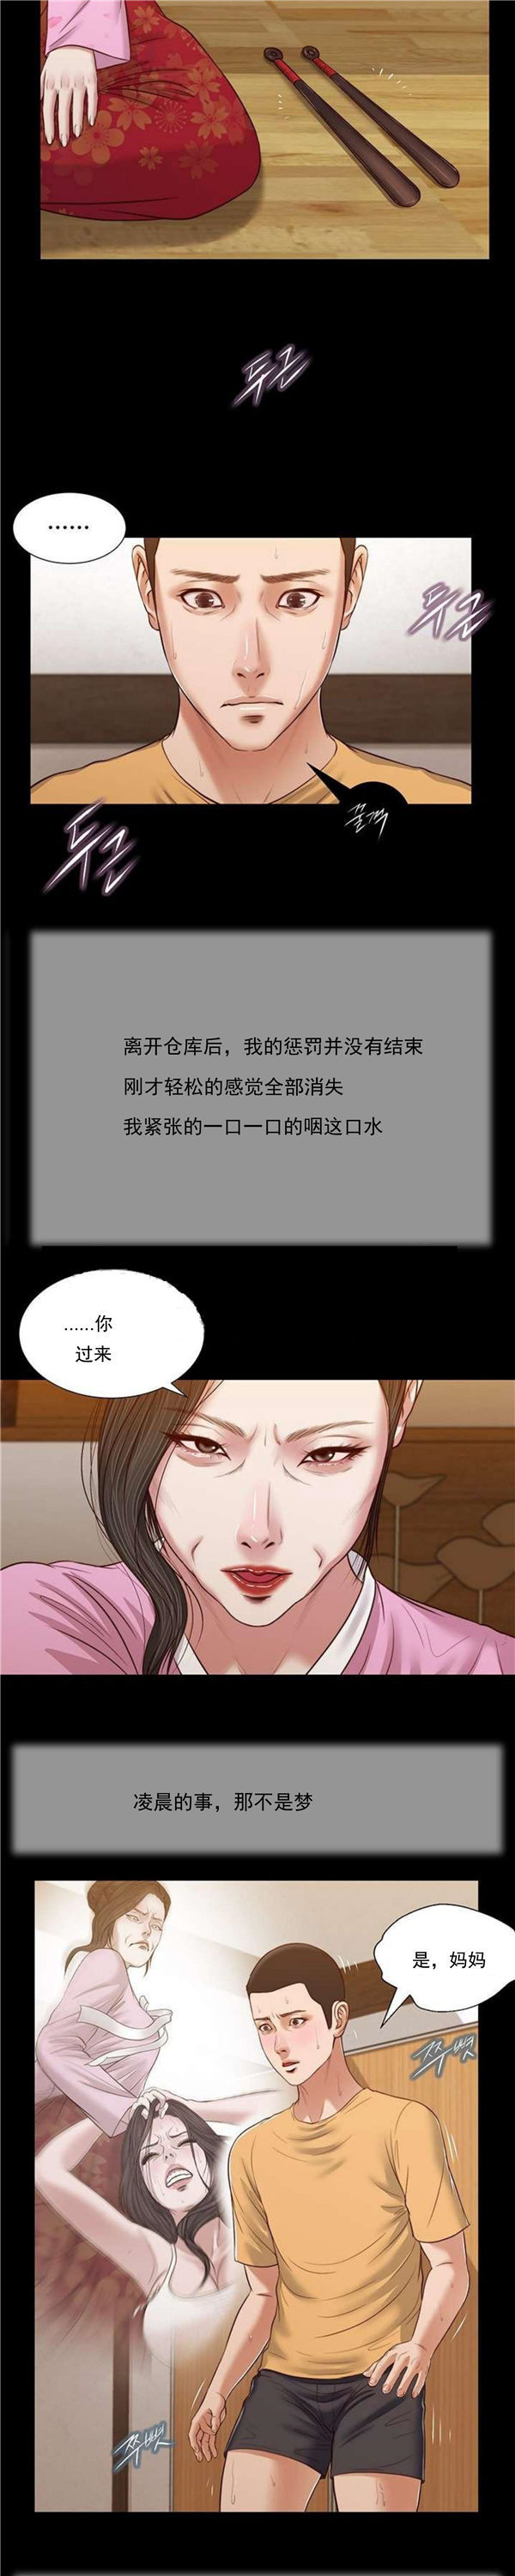 두근
……
두근
꿀꺽
두근
离开仓库后，我的惩罚并没有结束
刚才轻松的感觉全部消失
我紧张的一口一口的咽这口水
……你
过来
凌晨的事，那不是梦
是，妈妈
쭈뼛
쭈뼛